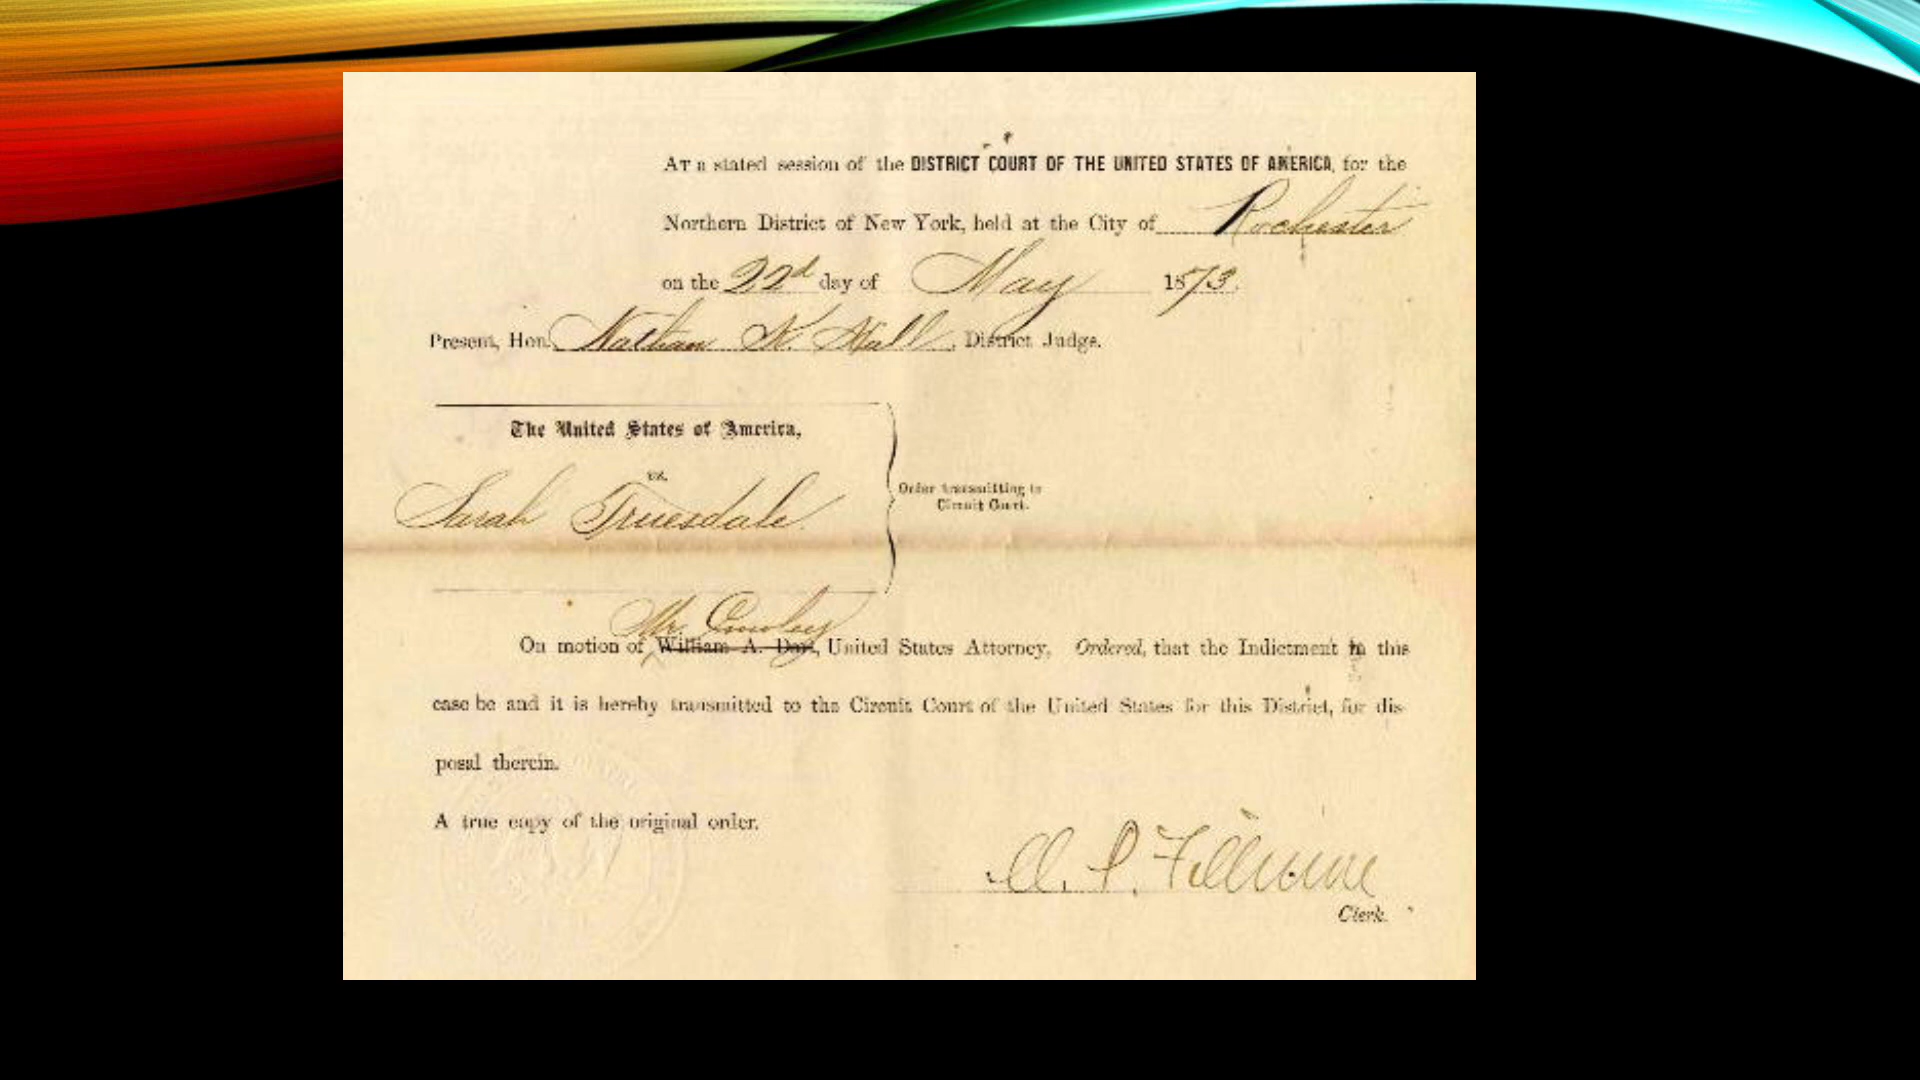 At a stated session of the DISTRICT COURT OF THE UNITED STATES OF AMERICA, for the
Northern District of New York, held at the City of Rochester
on the 22d day of May 1873.
Present, Hon. Nathan K. Hall, District Judge.
The United States of America,
vs.
Sarah Truesdale.
Order transmitting to
Circuit Court.
Mr. Crowley
On motion of William A. Dart, United States Attorney, Ordered, that the Indictment in this
case be and it is hereby transmitted to the Circuit Court of the United States for this District, for dis-
posal therein.
A true copy of the original order.
C. P. Fillmore
Clerk.